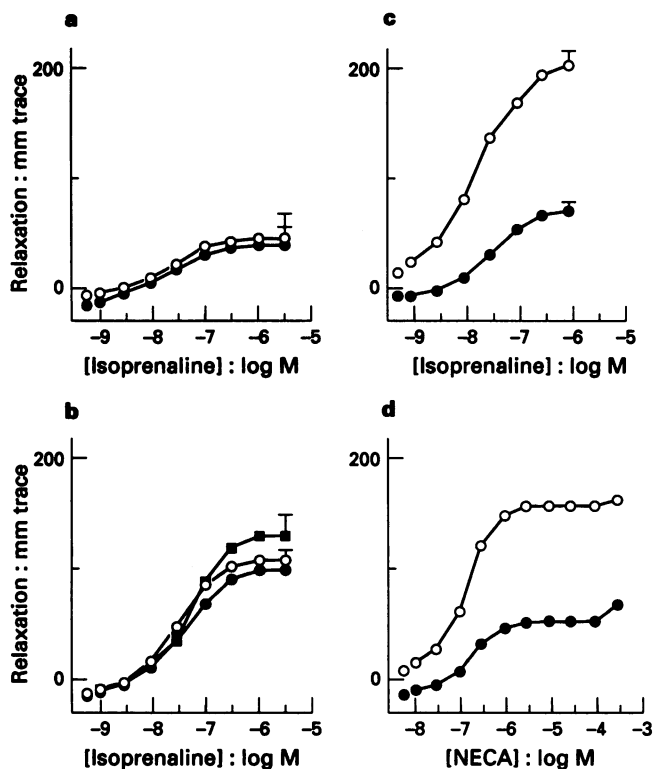 a
Relaxation : mm trace
200
0
-9 -8 -7 -6 -5
[Isoprenaline] : log M
c
200
0
-9 -8 -7 -6 -5
[Isoprenaline] : log M
b
Relaxation : mm trace
200
0
-9 -8 -7 -6 -5
[Isoprenaline] : log M
d
200
0
-8 -7 -6 -5 -4 -3
[NECA] : log M